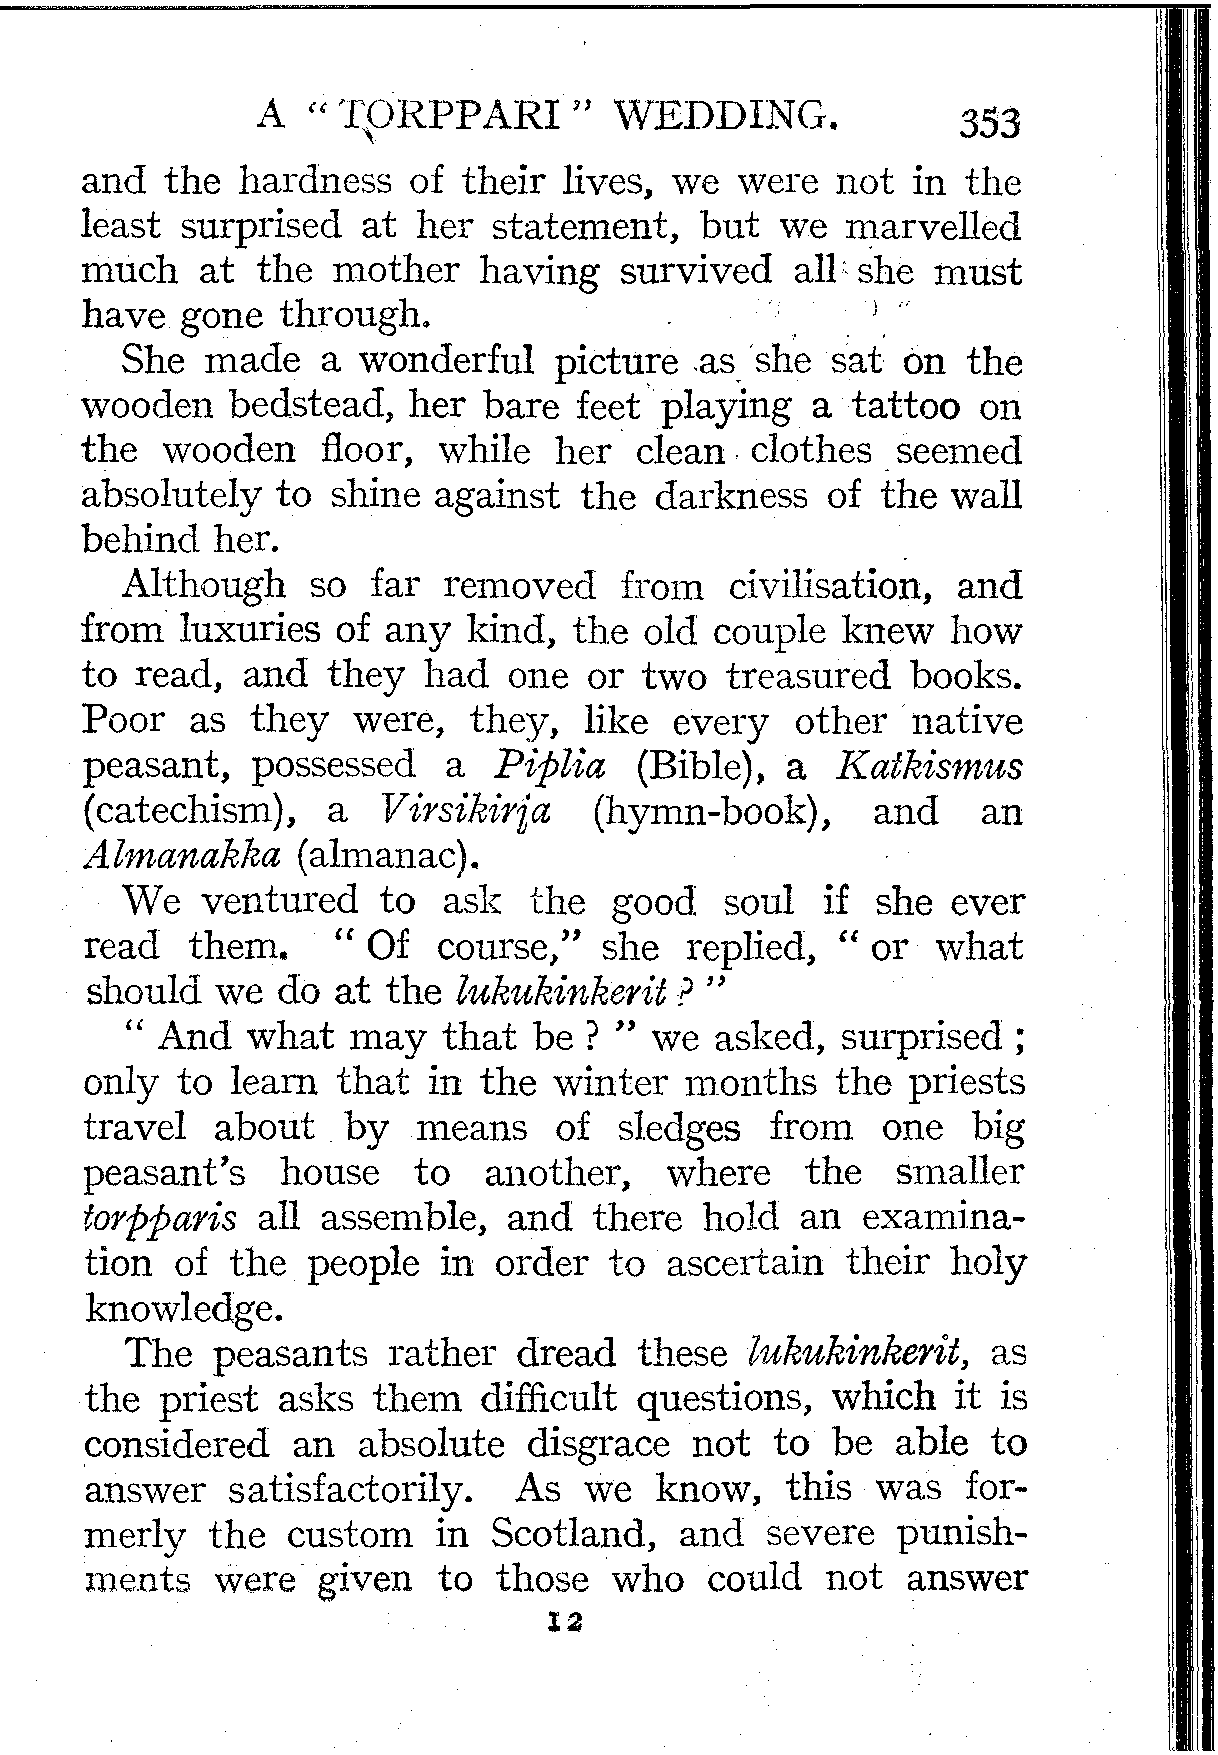 A “ TORPPARI ” WEDDING. 353
and the hardness of their lives, we were not in the
least surprised at her statement, but we marvelled
much at the mother having survived all she must
have gone through.
She made a wonderful picture as she sat on the
wooden bedstead, her bare feet playing a tattoo on
the wooden floor, while her clean clothes seemed
absolutely to shine against the darkness of the wall
behind her.
Although so far removed from civilisation, and
from luxuries of any kind, the old couple knew how
to read, and they had one or two treasured books.
Poor as they were, they, like every other native
peasant, possessed a Piplia (Bible), a Katkismus
(catechism), a Virsikirja (hymn-book), and an
Almanakka (almanac).
We ventured to ask the good soul if she ever
read them. “ Of course,” she replied, “ or what
should we do at the lukukinkerit ? ”
“ And what may that be ? ” we asked, surprised ;
only to learn that in the winter months the priests
travel about by means of sledges from one big
peasant’s house to another, where the smaller
torpparis all assemble, and there hold an examina-
tion of the people in order to ascertain their holy
knowledge.
The peasants rather dread these lukukinkerit, as
the priest asks them difficult questions, which it is
considered an absolute disgrace not to be able to
answer satisfactorily. As we know, this was for-
merly the custom in Scotland, and severe punish-
ments were given to those who could not answer
12